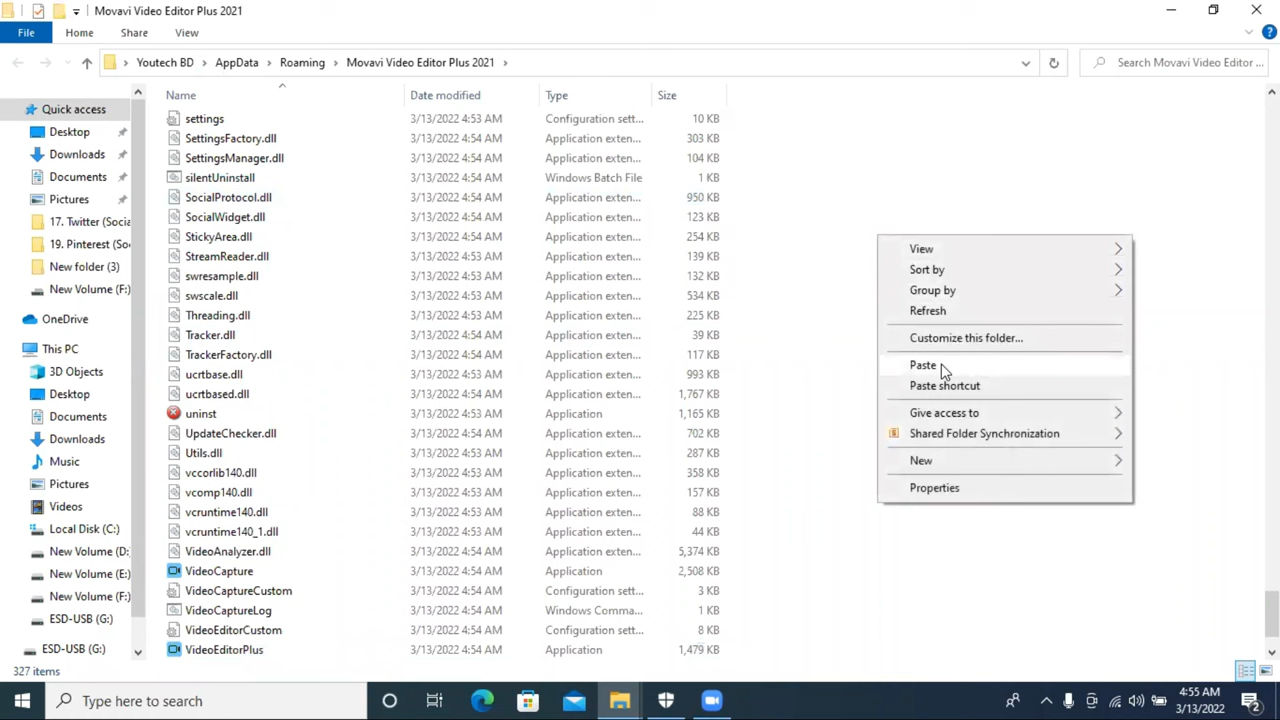 Movavi Video Editor Plus 2021
File Home Share View
Youtech BD AppData Roaming Movavi Video Editor Plus 2021 Search Movavi Video Editor ...
Name Date modified Type Size
Quick access
Desktop
Downloads
Documents
Pictures
17. Twitter (Socia
19. Pinterest (Soc
New folder (3)
New Volume (F:)
OneDrive
This PC
3D Objects
Desktop
Documents
Downloads
Music
Pictures
Videos
Local Disk (C:)
New Volume (D:
New Volume (E:)
New Volume (F:)
ESD-USB (G:)
ESD-USB (G:)
settings 3/13/2022 4:53 AM Configuration sett... 10 KB
SettingsFactory.dll 3/13/2022 4:54 AM Application exten... 303 KB
SettingsManager.dll 3/13/2022 4:54 AM Application exten... 104 KB
silentUninstall 3/13/2022 4:53 AM Windows Batch File 1 KB
SocialProtocol.dll 3/13/2022 4:54 AM Application exten... 950 KB
SocialWidget.dll 3/13/2022 4:54 AM Application exten... 123 KB
StickyArea.dll 3/13/2022 4:54 AM Application exten... 254 KB
StreamReader.dll 3/13/2022 4:54 AM Application exten... 139 KB
swresample.dll 3/13/2022 4:54 AM Application exten... 132 KB
swscale.dll 3/13/2022 4:54 AM Application exten... 534 KB
Threading.dll 3/13/2022 4:54 AM Application exten... 225 KB
Tracker.dll 3/13/2022 4:54 AM Application exten... 39 KB
TrackerFactory.dll 3/13/2022 4:54 AM Application exten... 117 KB
ucrtbase.dll 3/13/2022 4:54 AM Application exten... 993 KB
ucrtbased.dll 3/13/2022 4:54 AM Application exten... 1,767 KB
uninst 3/13/2022 4:54 AM Application 1,165 KB
UpdateChecker.dll 3/13/2022 4:54 AM Application exten... 702 KB
Utils.dll 3/13/2022 4:54 AM Application exten... 287 KB
vccorlib140.dll 3/13/2022 4:53 AM Application exten... 358 KB
vcomp140.dll 3/13/2022 4:53 AM Application exten... 157 KB
vcruntime140.dll 3/13/2022 4:53 AM Application exten... 88 KB
vcruntime140_1.dll 3/13/2022 4:53 AM Application exten... 44 KB
VideoAnalyzer.dll 3/13/2022 4:54 AM Application exten... 5,374 KB
VideoCapture 3/13/2022 4:54 AM Application 2,508 KB
VideoCaptureCustom 3/13/2022 4:54 AM Configuration sett... 3 KB
VideoCaptureLog 3/13/2022 4:54 AM Windows Comma... 1 KB
VideoEditorCustom 3/13/2022 4:54 AM Configuration sett... 8 KB
VideoEditorPlus 3/13/2022 4:54 AM Application 1,479 KB
View
Sort by
Group by
Refresh
Customize this folder...
Paste
Paste shortcut
Give access to
Shared Folder Synchronization
New
Properties
327 items
Type here to search
4:55 AM
3/13/2022
2